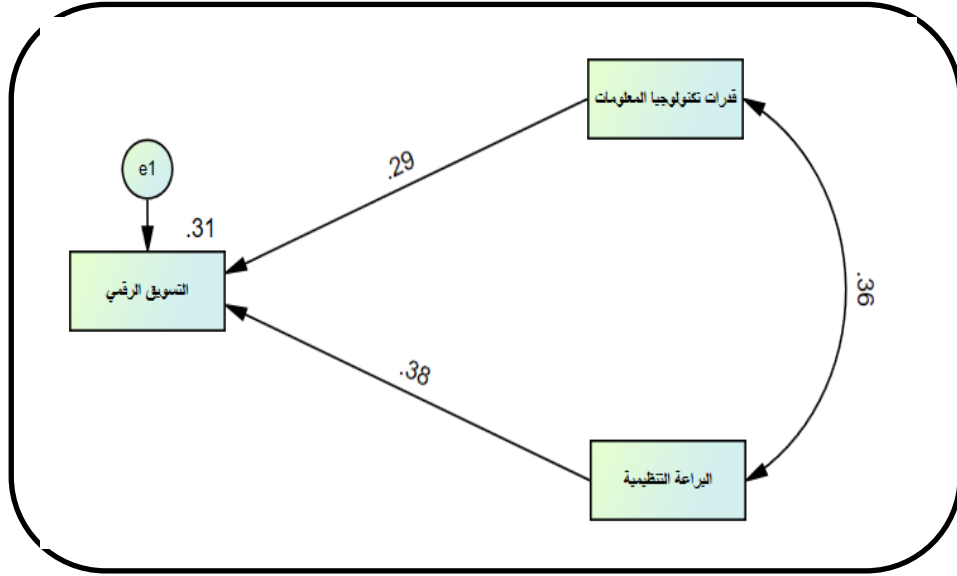 قدرات تكنولوجيا المعلومات
e1
.29
.31
التسويق الرقمي
.36
.38
البراعة التنظيمية